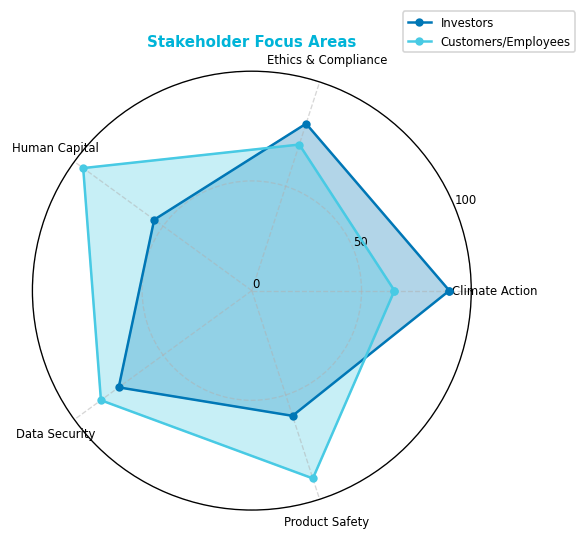 Stakeholder Focus Areas
Investors
Customers/Employees
Ethics & Compliance
Human Capital
100
50
0
Climate Action
Data Security
Product Safety